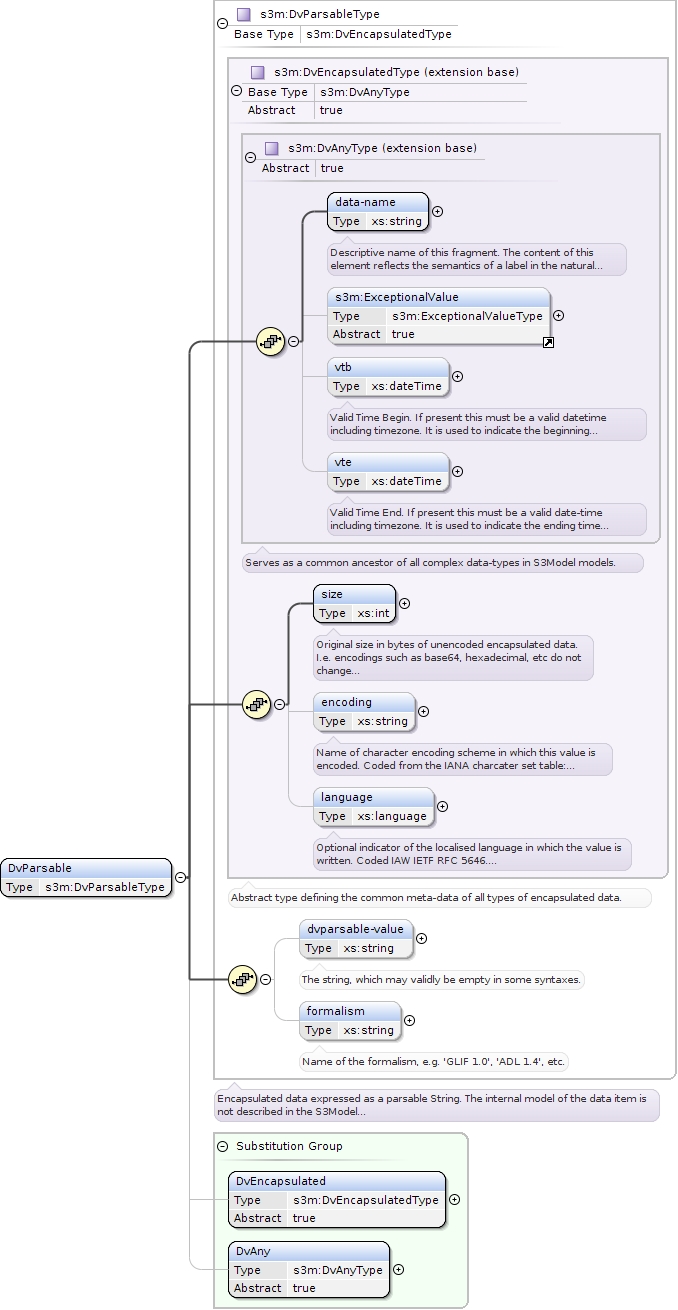 s3m:DvParsableType
Base Type s3m:DvEncapsulatedType
s3m:DvEncapsulatedType (extension base)
Base Type s3m:DvAnyType
Abstract true
s3m:DvAnyType (extension base)
Abstract true
data-name
Type xs:string
Descriptive name of this fragment. The content of this
element reflects the semantics of a label in the natural...
s3m:ExceptionalValue
Type s3m:ExceptionalValueType
Abstract true
vtb
Type xs:dateTime
Valid Time Begin. If present this must be a valid datetime
including timezone. It is used to indicate the beginning...
vte
Type xs:dateTime
Valid Time End. If present this must be a valid date-time
including timezone. It is used to indicate the ending time...
Serves as a common ancestor of all complex data-types in S3Model models.
size
Type xs:int
Original size in bytes of unencoded encapsulated data.
I.e. encodings such as base64, hexadecimal, etc do not
change...
encoding
Type xs:string
Name of character encoding scheme in which this value is
encoded. Coded from the IANA charcater set table:...
language
Type xs:language
Optional indicator of the localised language in which the value is
written. Coded IAW IETF RFC 5646....
DvParsable
Type s3m:DvParsableType
Abstract type defining the common meta-data of all types of encapsulated data.
dvparsable-value
Type xs:string
The string, which may validly be empty in some syntaxes.
formalism
Type xs:string
Name of the formalism, e.g. 'GLIF 1.0', 'ADL 1.4', etc.
Encapsulated data expressed as a parsable String. The internal model of the data item is
not described in the S3Model...
Substitution Group
DvEncapsulated
Type s3m:DvEncapsulatedType
Abstract true
DvAny
Type s3m:DvAnyType
Abstract true